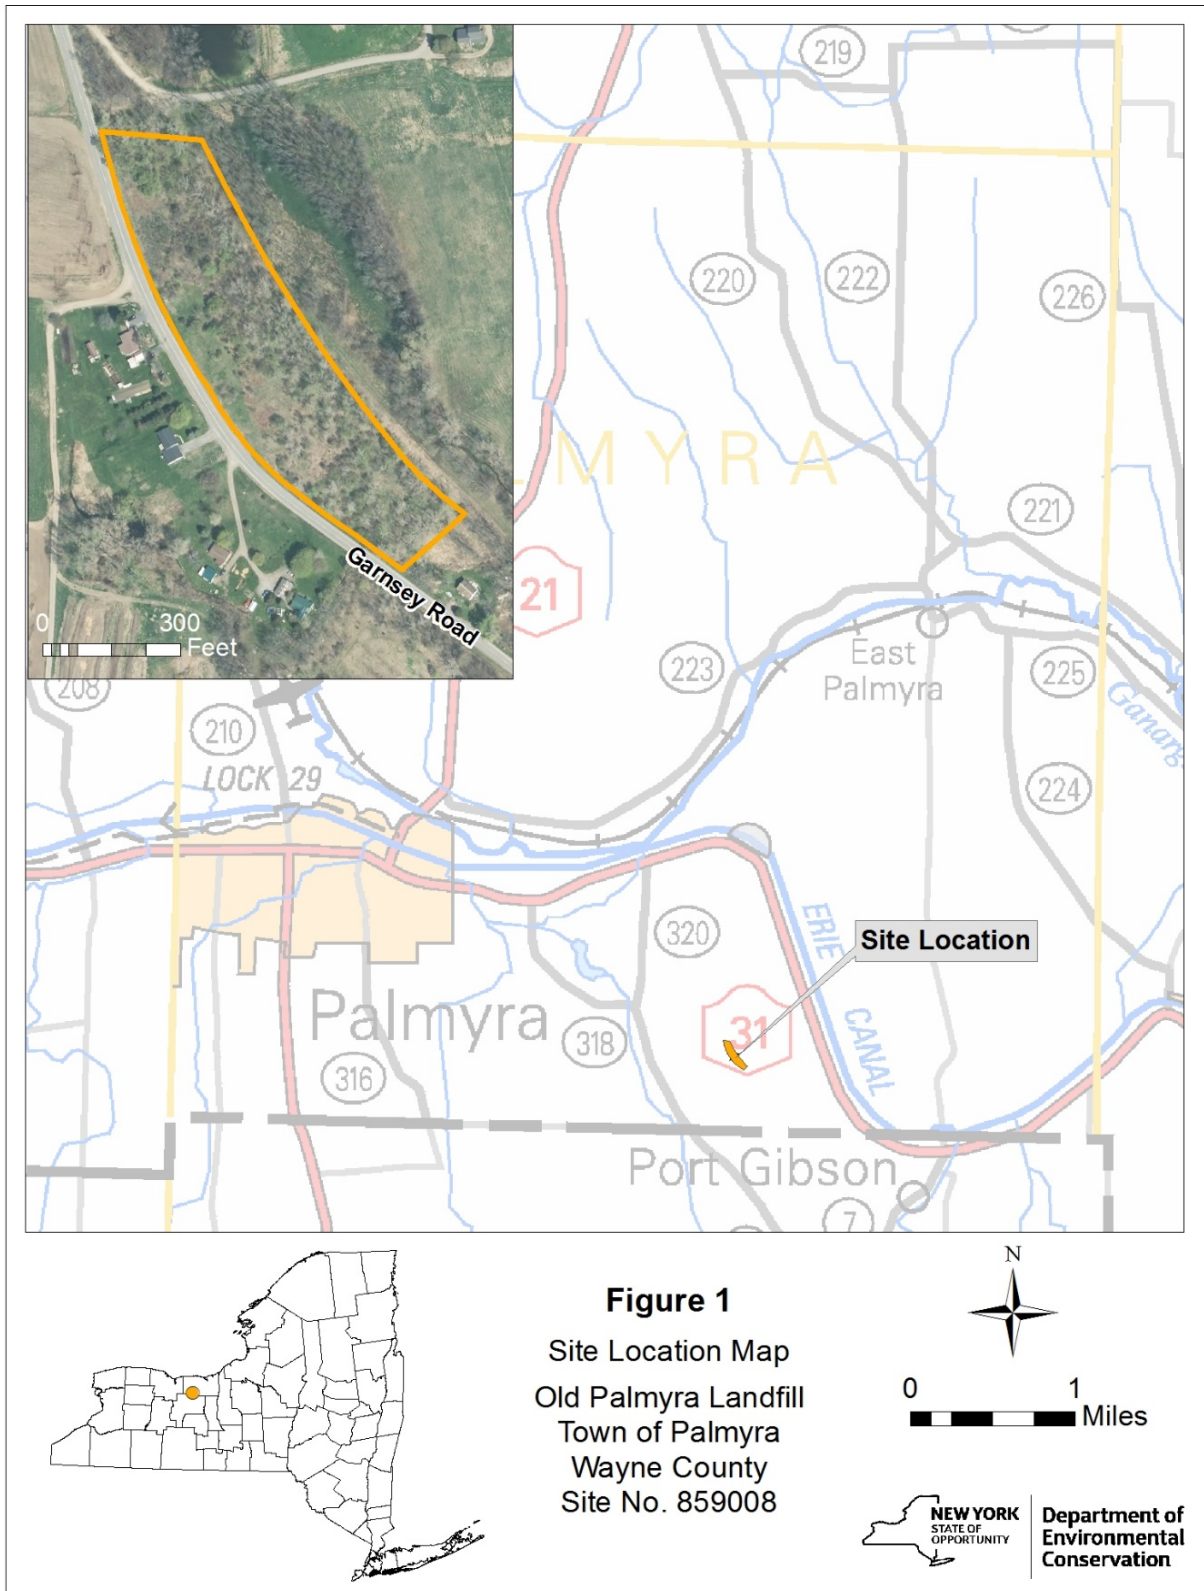 219
220
222
226
MYRA
221
Garnsey Road
0 300
Feet
21
223
East
Palmyra
225
Ganarg
208
210
LOCK 29
224
ERIE
CANAL
320
Site Location
Palmyra
318
31
316
Port Gibson
7
Figure 1
Site Location Map
Old Palmyra Landfill
Town of Palmyra
Wayne County
Site No. 859008
N
0 1
Miles
NEW YORK
STATE OF
OPPORTUNITY
Department of
Environmental
Conservation